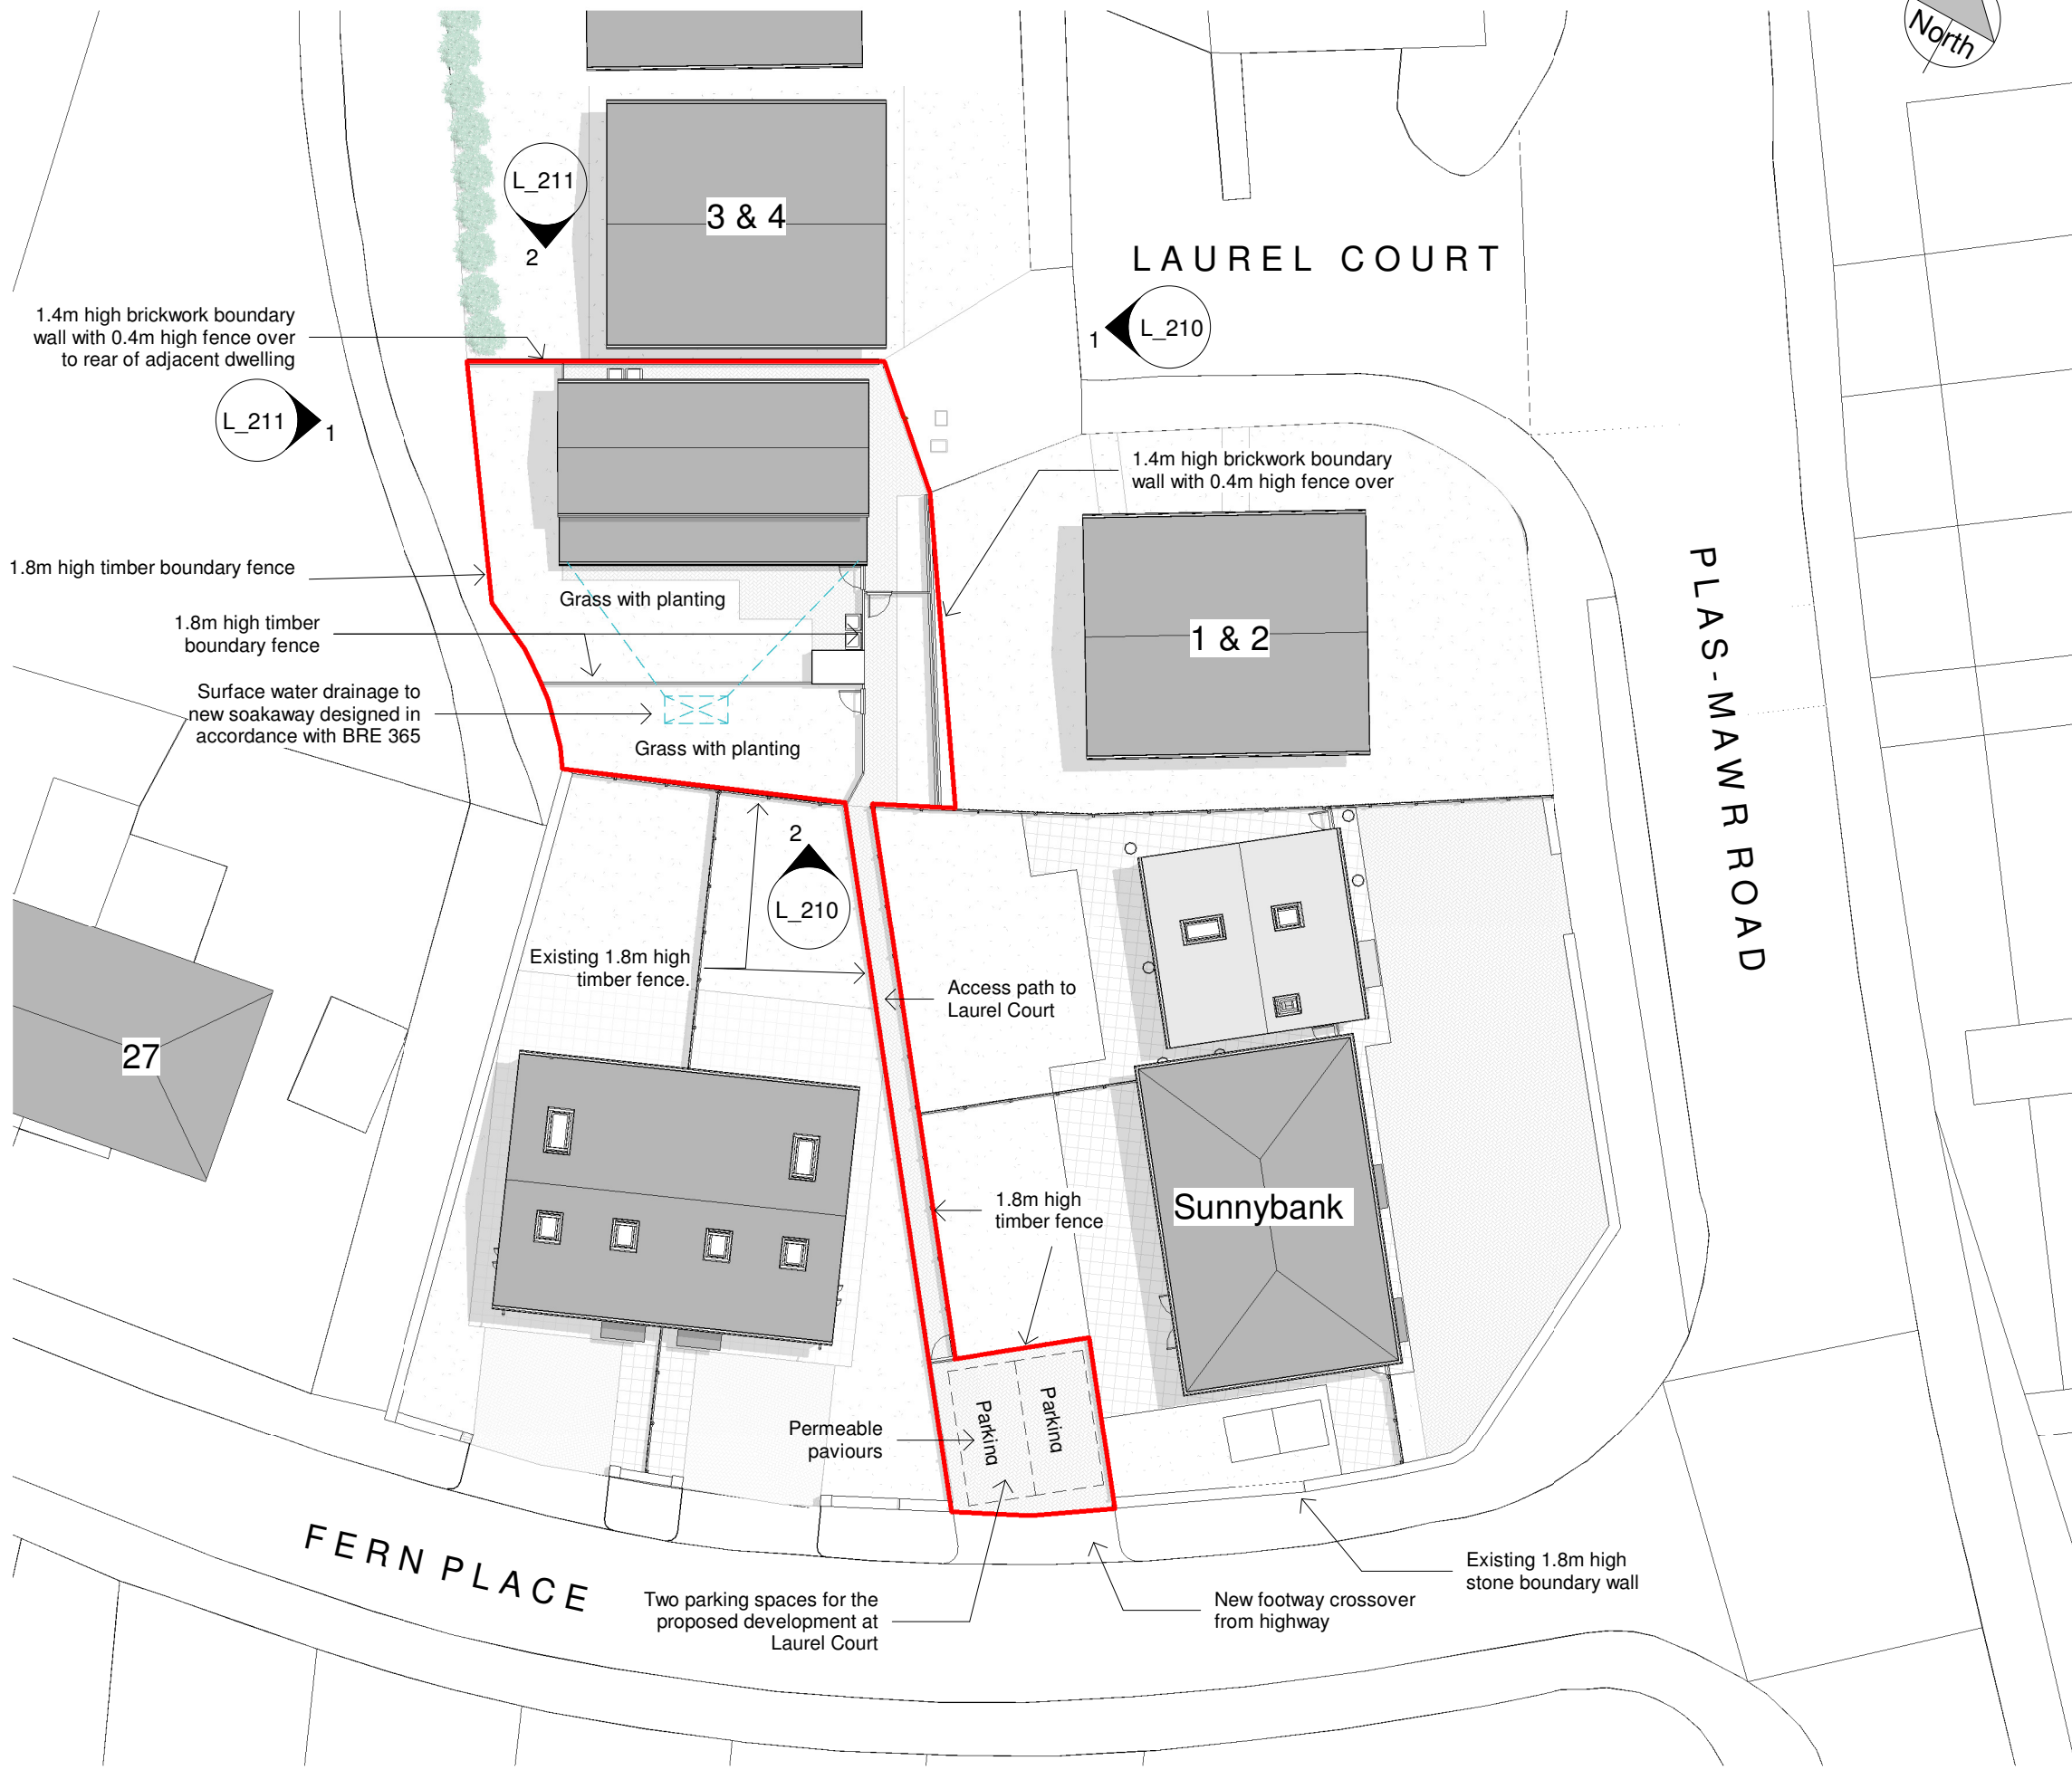 North
L_211
2
3 & 4
LAUREL COURT
1.4m high brickwork boundary
wall with 0.4m high fence over
to rear of adjacent dwelling
1
L_210
L_211
1
1.4m high brickwork boundary
wall with 0.4m high fence over
1.8m high timber boundary fence
Grass with planting
1.8m high timber
boundary fence
1 & 2
PLAS-MAWR ROAD
Surface water drainage to
new soakaway designed in
accordance with BRE 365
Grass with planting
2
L_210
Existing 1.8m high
timber fence.
Access path to
Laurel Court
27
1.8m high
timber fence
Sunnybank
Parking
Parking
Permeable
paviours
FERN PLACE
Two parking spaces for the
proposed development at
Laurel Court
New footway crossover
from highway
Existing 1.8m high
stone boundary wall